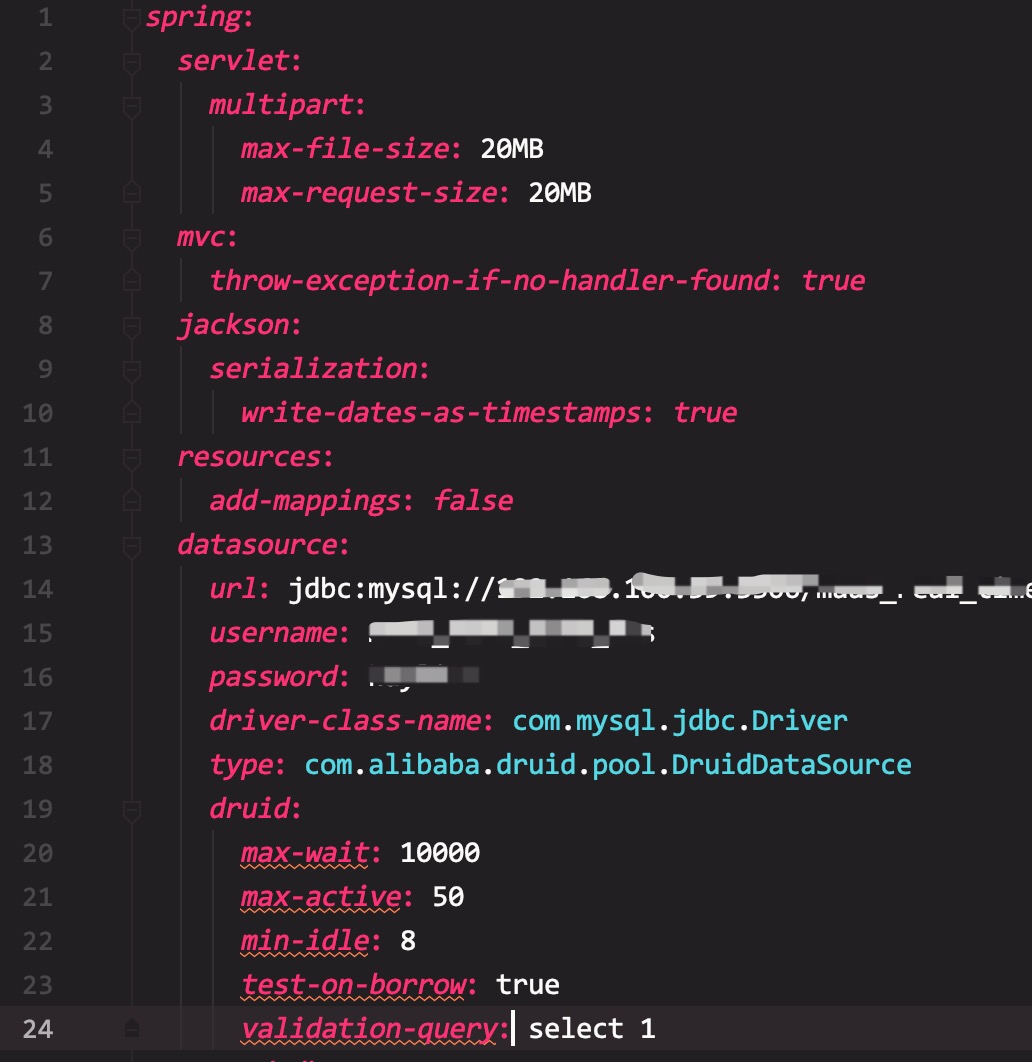 1 spring:
2 servlet:
3 multipart:
4 max-file-size: 20MB
5 max-request-size: 20MB
6 mvc:
7 throw-exception-if-no-handler-found: true
8 jackson:
9 serialization:
10 write-dates-as-timestamps: true
11 resources:
12 add-mappings: false
13 datasource:
14 url: jdbc:mysql://
15 username:
16 password:
17 driver-class-name: com.mysql.jdbc.Driver
18 type: com.alibaba.druid.pool.DruidDataSource
19 druid:
20 max-wait: 10000
21 max-active: 50
22 min-idle: 8
23 test-on-borrow: true
24 validation-query: select 1